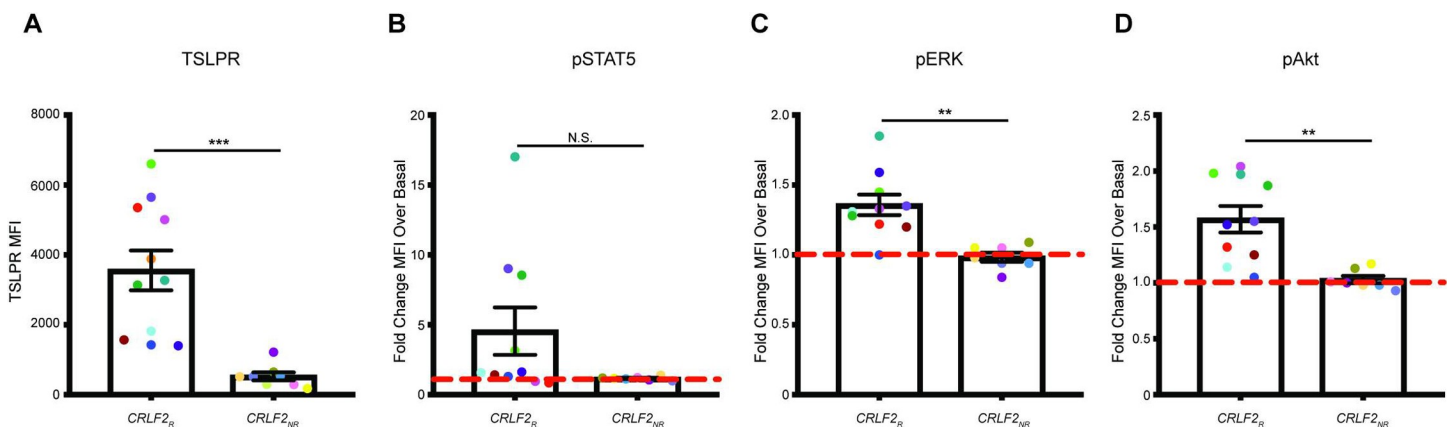 A
TSLPR
TSLPR MFI
8000
6000
4000
2000
0
***
CRLF2R
CRLF2NR
B
pSTAT5
Fold Change MFI Over Basal
20
15
10
5
0
N.S.
CRLF2R
CRLF2NR
C
pERK
Fold Change MFI Over Basal
2.0
1.5
1.0
0.5
0
**
CRLF2R
CRLF2NR
D
pAkt
Fold Change MFI Over Basal
2.5
2.0
1.5
1.0
0.5
0
**
CRLF2R
CRLF2NR